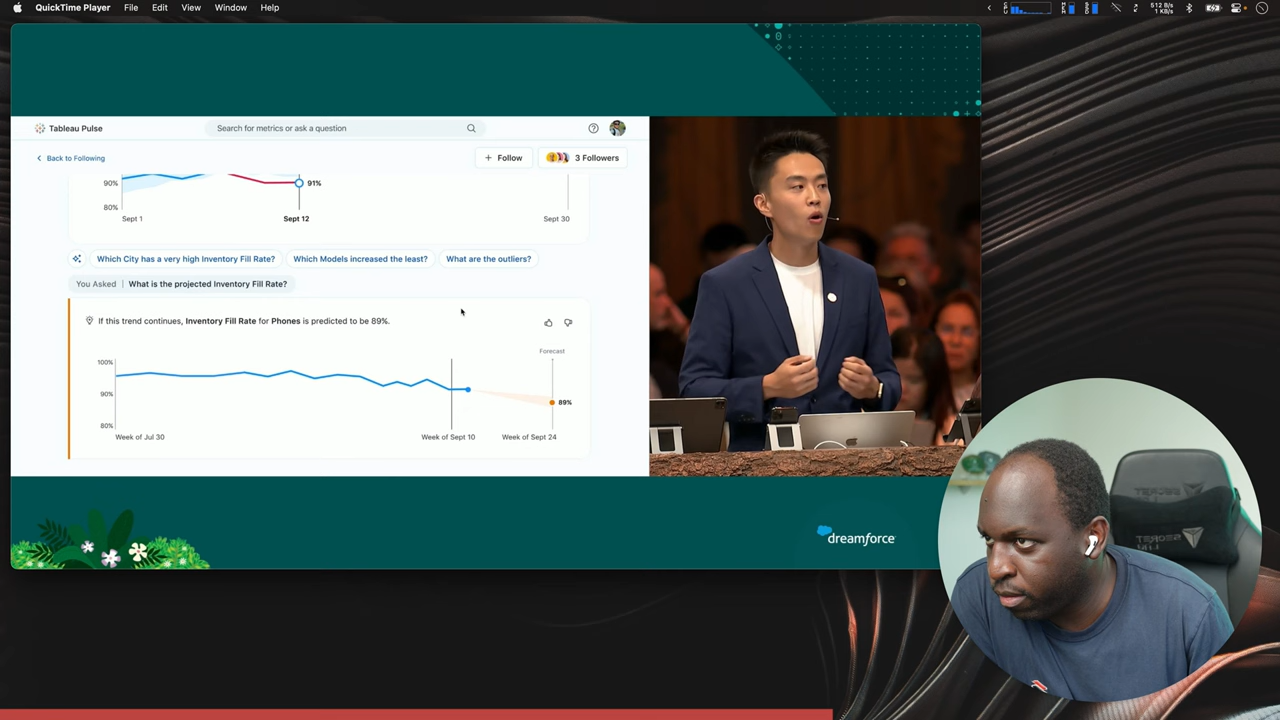 QuickTime Player File Edit View Window Help
512 B/s
1 KB/s
Tableau Pulse
Search for metrics or ask a question
Back to Following
Follow
3 Followers
90%
91%
80%
Sept 1
Sept 12
Sept 30
Which City has a very high Inventory Fill Rate?
Which Models increased the least?
What are the outliers?
You Asked | What is the projected Inventory Fill Rate?
If this trend continues, Inventory Fill Rate for Phones is predicted to be 89%.
Forecast
100%
90%
89%
80%
Week of Jul 30
Week of Sept 10
Week of Sept 24
dreamforce